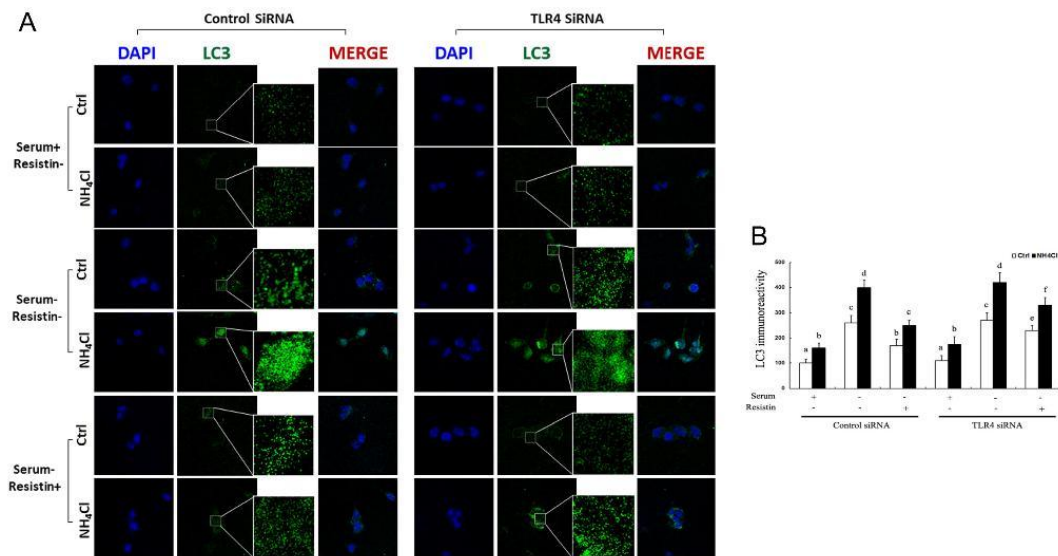 A
Control SiRNA
TLR4 SiRNA
DAPI LC3 MERGE DAPI LC3 MERGE
Serum+
Resistin-
Ctrl
NH₄Cl
Serum-
Resistin-
Ctrl
NH₄Cl
Serum-
Resistin+
Ctrl
NH₄Cl
B
Ctrl NH4Cl
LC3 immunoreactivity
500
400
300
200
100
0
a b c d b c a b c d e f
Serum + - - + - -
Resistin - - + - - +
Control siRNA TLR4 siRNA